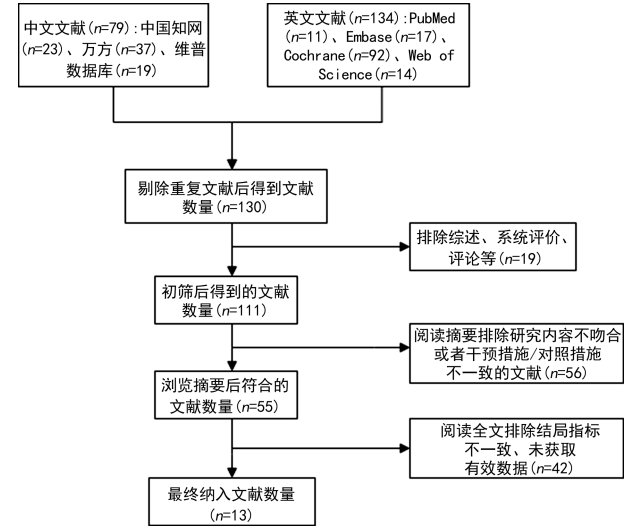 中文文献(n=79):中国知网
(n=23)、万方(n=37)、维普
数据库(n=19)
英文文献(n=134):PubMed
(n=11)、Embase(n=17)、
Cochrane(n=92)、Web of
Science(n=14)
剔除重复文献后得到文献
数量(n=130)
排除综述、系统评价、
评论等(n=19)
初筛后得到的文献
数量(n=111)
阅读摘要排除研究内容不吻合
或者干预措施/对照措施
不一致的文献(n=56)
浏览摘要后符合的
文献数量(n=55)
阅读全文排除结局指标
不一致、未获取
有效数据(n=42)
最终纳入文献数量
(n=13)